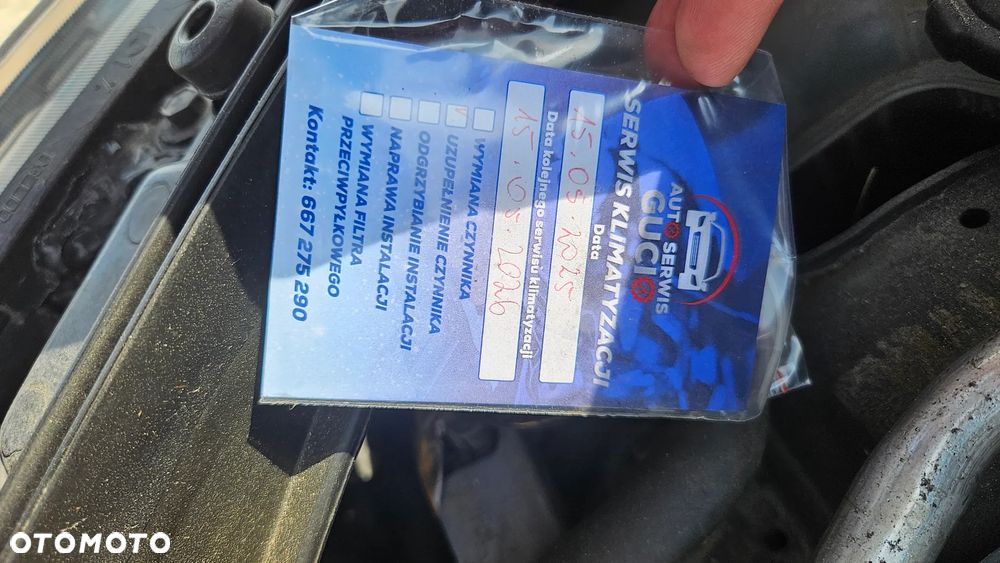 AUTO SERWIS
GUCIO
SERWIS KLIMATYZACJI
Data
15.05.2025
Data kolejnego serwisu klimatyzacji
15.05.2026
WYMIANA CZYNNIKA
UZUPEŁNIENIE CZYNNIKA
ODGRZYBIANIE INSTALACJI
NAPRAWA INSTALACJI
WYMIANA FILTRA
PRZECIWPYŁKOWEGO
Kontakt: 667 275 290
OTOMOTO